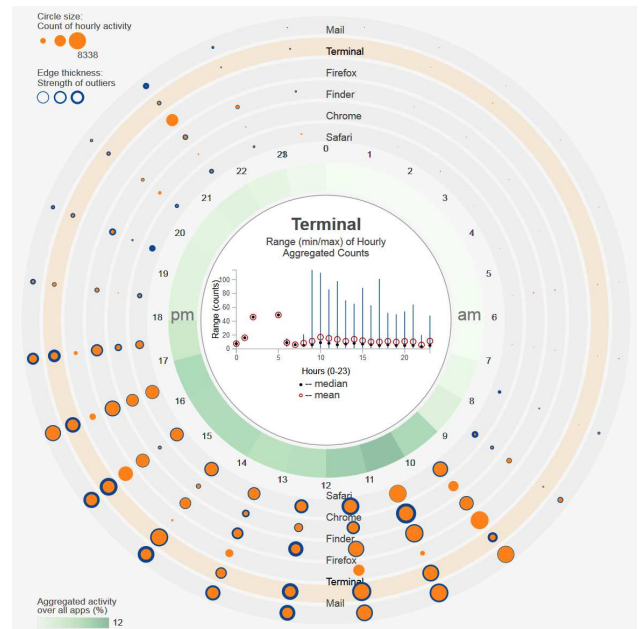 Circle size:
Count of hourly activity
8338
Edge thickness:
Strength of outliers
Mail
Terminal
Firefox
Finder
Chrome
Safari
0
1
2
3
4
5
6
7
8
9
10
11
12
13
14
15
16
17
18
19
20
21
22
am
pm
Terminal
Range (min/max) of Hourly
Aggregated Counts
Range (counts)
100
80
60
40
20
0
0 5 10 15 20
Hours (0-23)
-- median
-- mean
Safari
Chrome
Finder
Firefox
Terminal
Mail
Aggregated activity
over all apps (%)
12